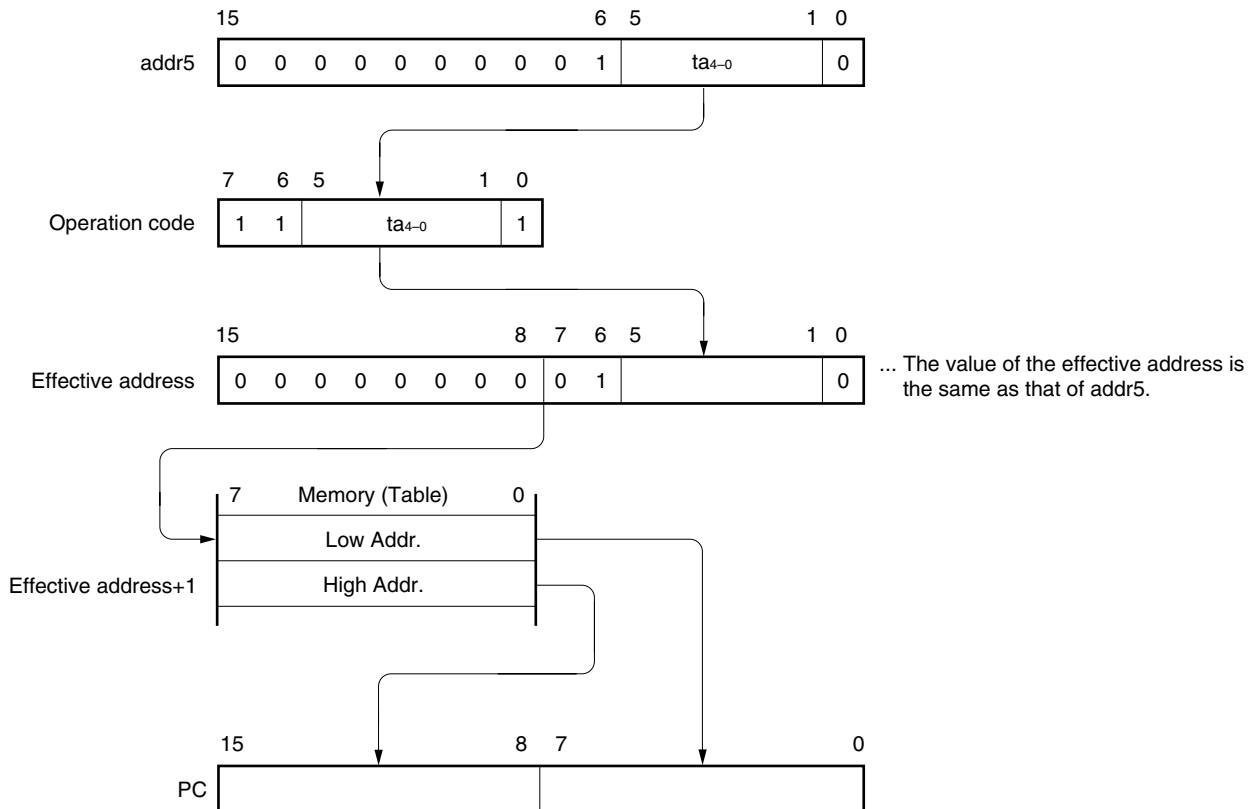 15 6 5 1 0
addr5 0 0 0 0 0 0 0 0 0 1 ta4–0 0
7 6 5 1 0
Operation code 1 1 ta4–0 1
15 8 7 6 5 1 0
Effective address 0 0 0 0 0 0 0 0 0 1 0 ... The value of the effective address is
the same as that of addr5.
7 Memory (Table) 0
Low Addr.
Effective address+1 High Addr.
15 8 7 0
PC